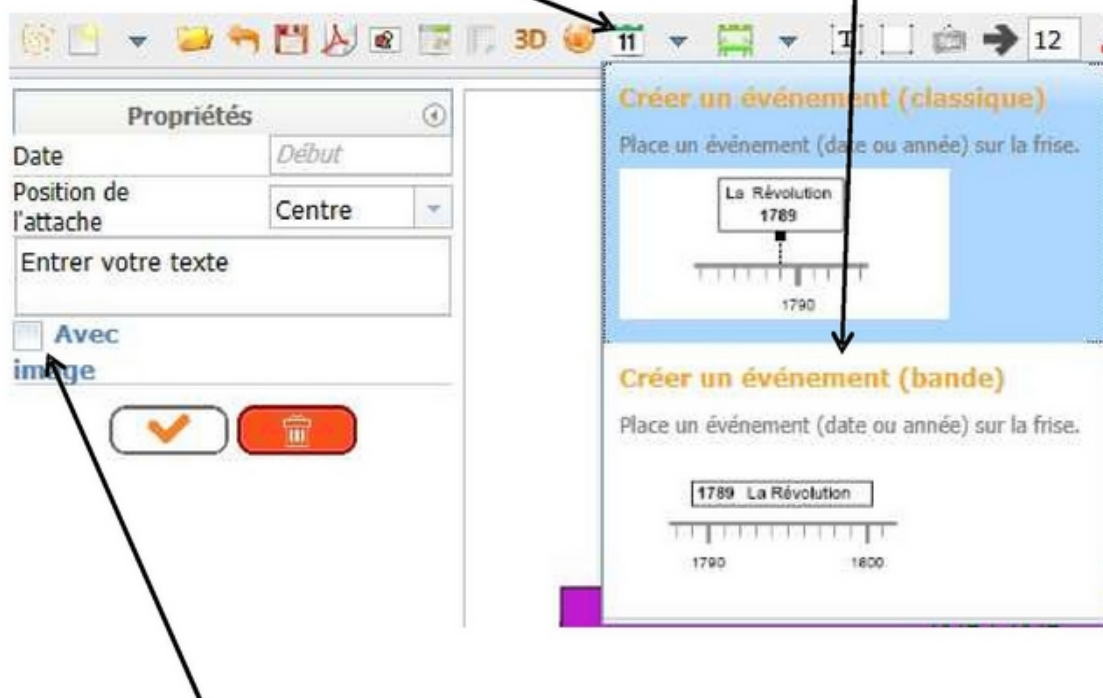 3D 11 T 12
Propriétés
Date Début
Position de
l'attache Centre
Entrer votre texte
Avec
image
Créer un événement (classique)
Place un événement (date ou année) sur la frise.
La Révolution
1789
1790
Créer un événement (bande)
Place un événement (date ou année) sur la frise.
1789 La Révolution
1790 1800